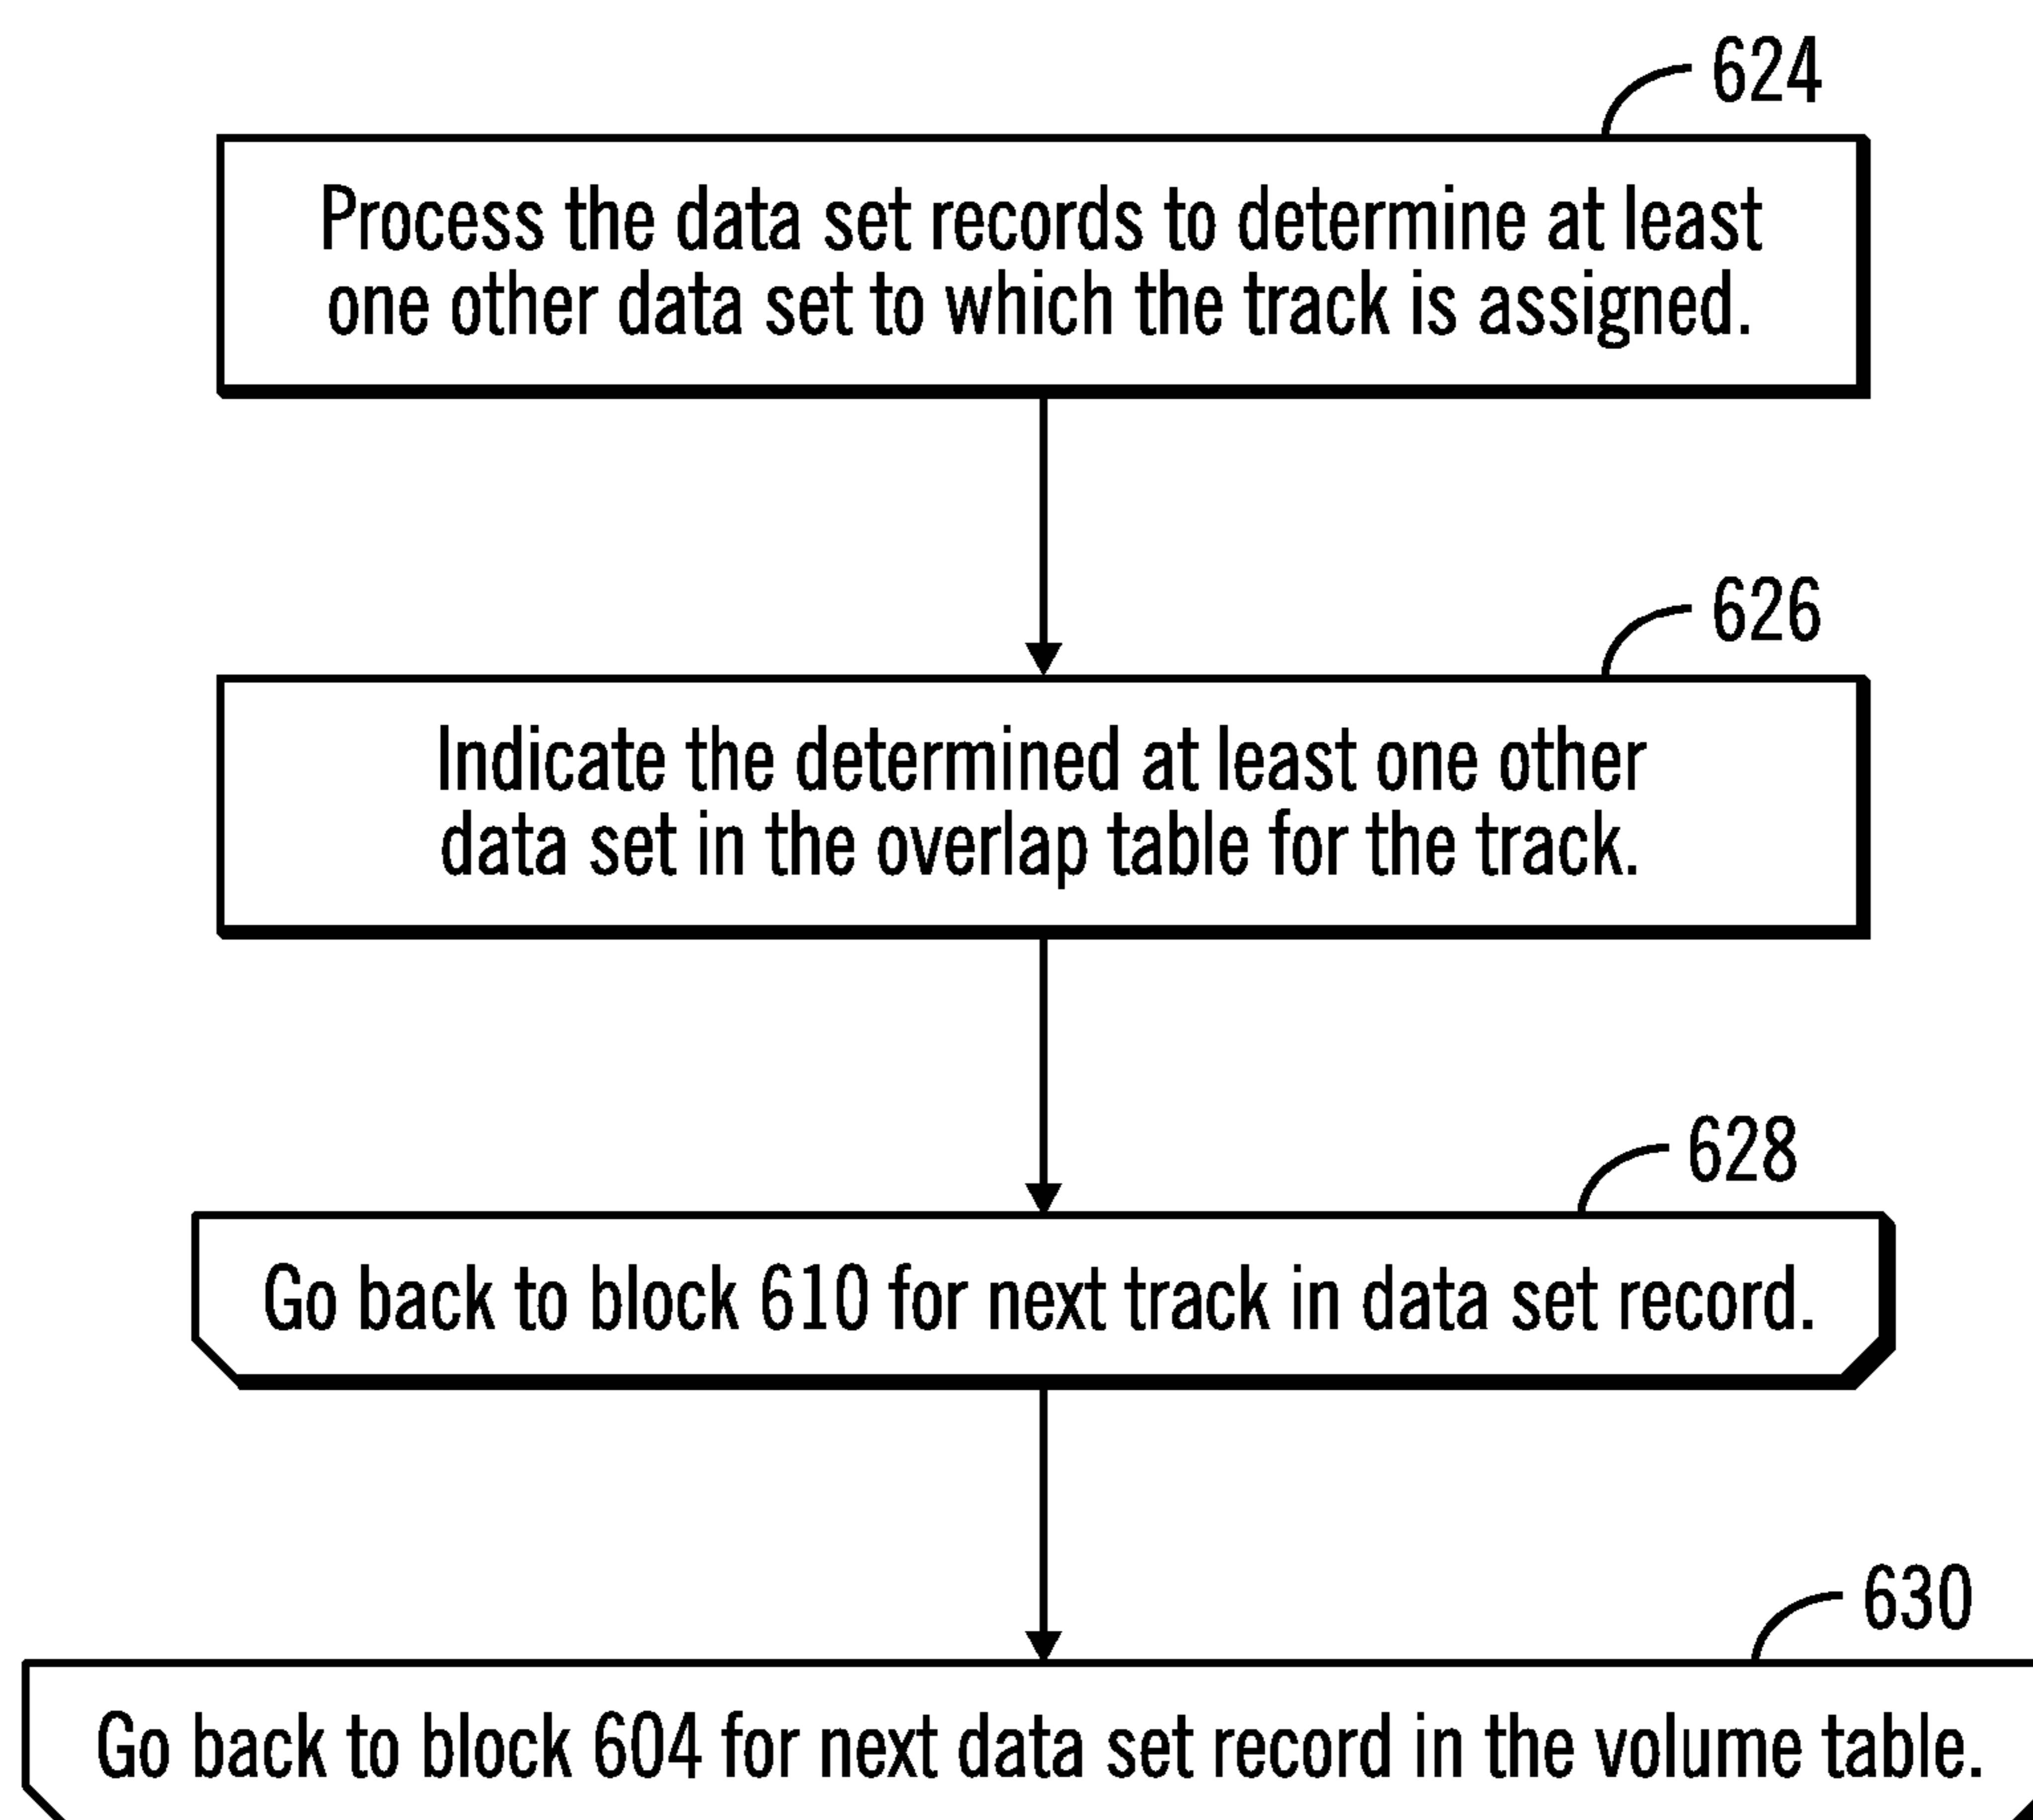 624
Process the data set records to determine at least
one other data set to which the track is assigned.
626
Indicate the determined at least one other
data set in the overlap table for the track.
628
Go back to block 610 for next track in data set record.
630
Go back to block 604 for next data set record in the volume table.